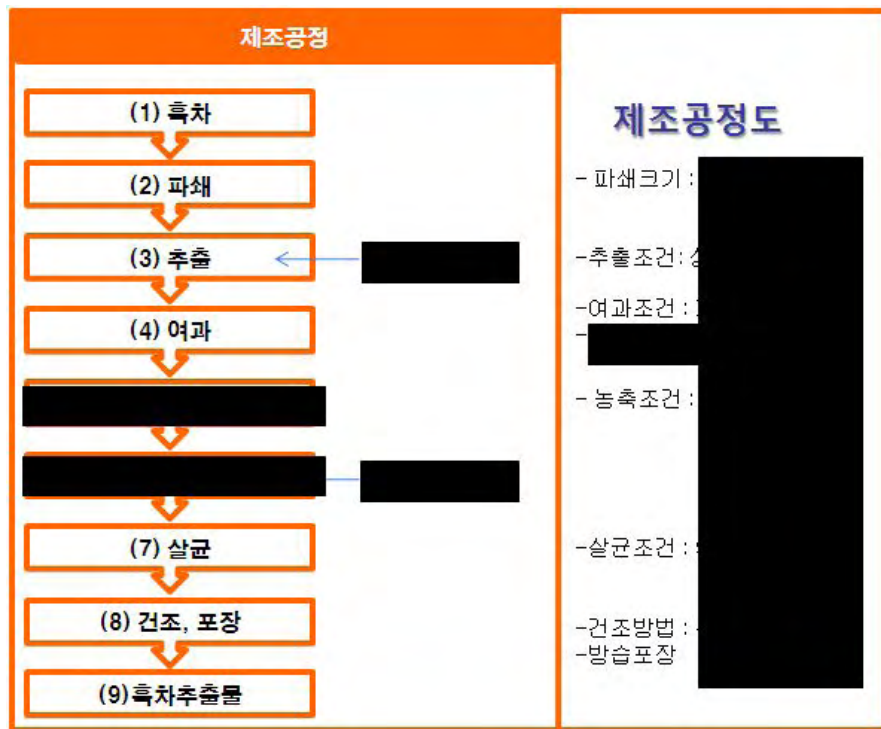 제조공정
(1) 흑차
(2) 파쇄
(3) 추출
(4) 여과
(7) 살균
(8) 건조, 포장
(9)흑차추출물
제조공정도
- 파쇄크기 :
-추출조건:
-여과조건 :
-
- 농축조건 :
-살균조건 :
-건조방법 :
-방습포장